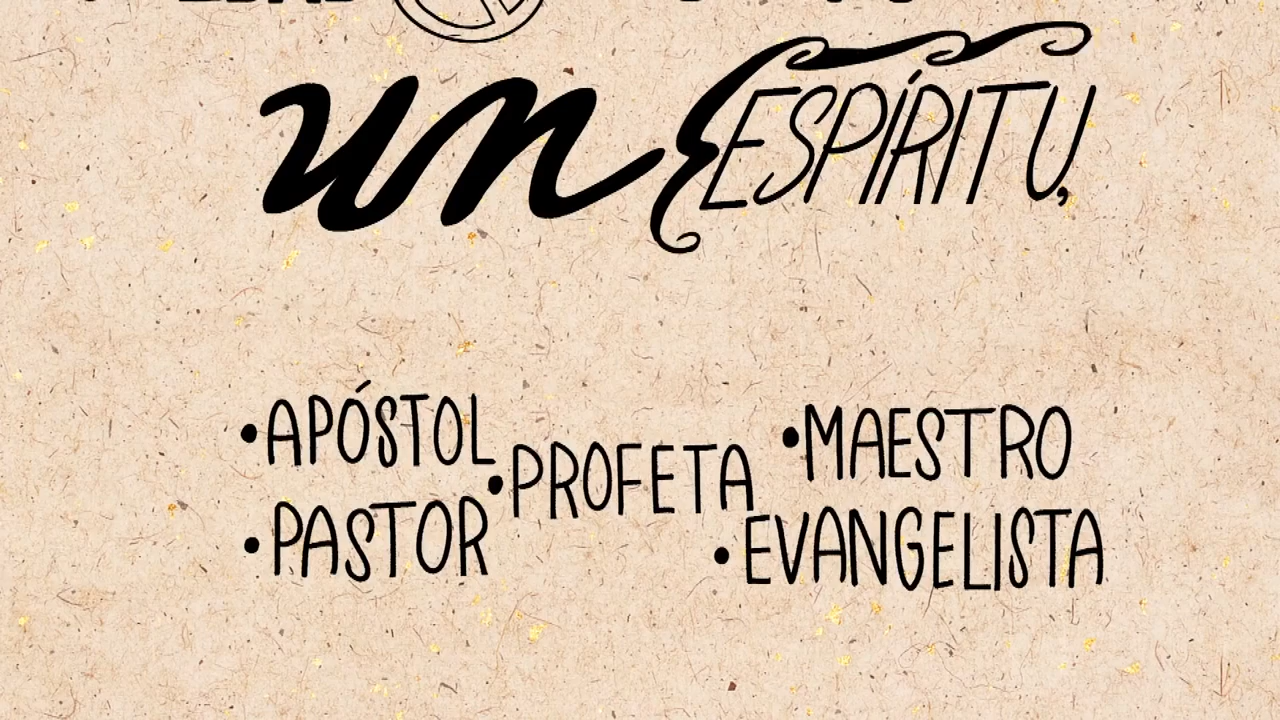 un ESPÍRITU,
•APÓSTOL
•PROFETA
•MAESTRO
•PASTOR
•EVANGELISTA